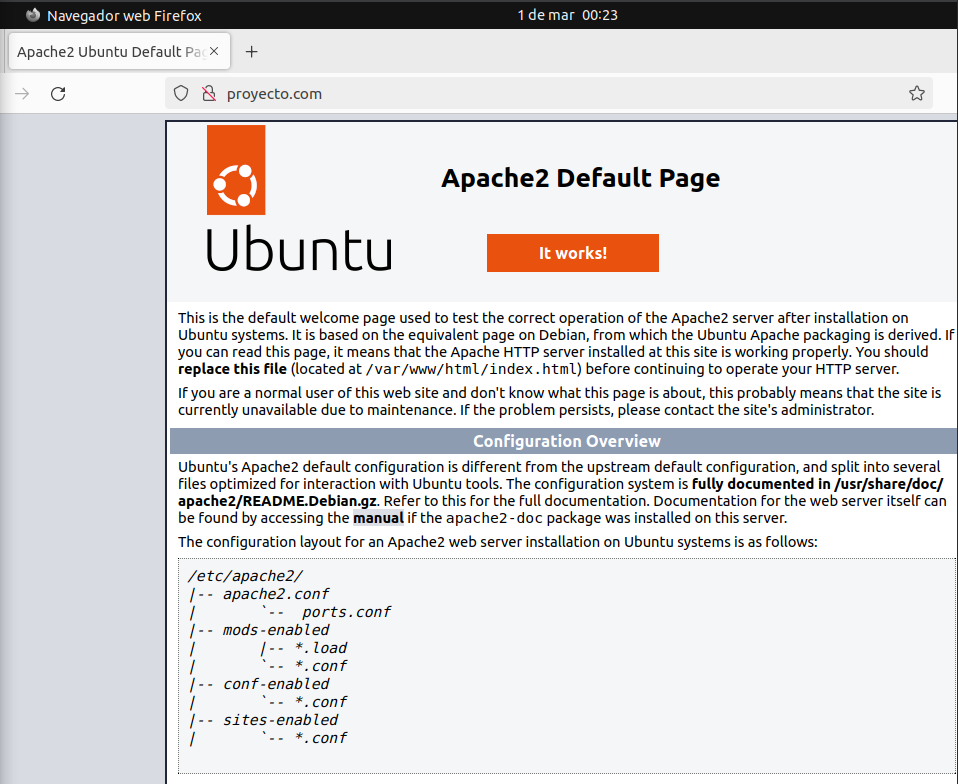 Navegador web Firefox
1 de mar 00:23
Apache2 Ubuntu Default Pag
proyecto.com
Apache2 Default Page
Ubuntu
It works!
This is the default welcome page used to test the correct operation of the Apache2 server after installation on
Ubuntu systems. It is based on the equivalent page on Debian, from which the Ubuntu Apache packaging is derived. If
you can read this page, it means that the Apache HTTP server installed at this site is working properly. You should
replace this file (located at /var/www/html/index.html) before continuing to operate your HTTP server.
If you are a normal user of this web site and don't know what this page is about, this probably means that the site is
currently unavailable due to maintenance. If the problem persists, please contact the site's administrator.
Configuration Overview
Ubuntu's Apache2 default configuration is different from the upstream default configuration, and split into several
files optimized for interaction with Ubuntu tools. The configuration system is fully documented in /usr/share/doc/
apache2/README.Debian.gz. Refer to this for the full documentation. Documentation for the web server itself can
be found by accessing the manual if the apache2-doc package was installed on this server.
The configuration layout for an Apache2 web server installation on Ubuntu systems is as follows:
/etc/apache2/
|-- apache2.conf
|       `--  ports.conf
|-- mods-enabled
|       |-- *.load
|       `-- *.conf
|-- conf-enabled
|       `-- *.conf
|-- sites-enabled
|       `-- *.conf